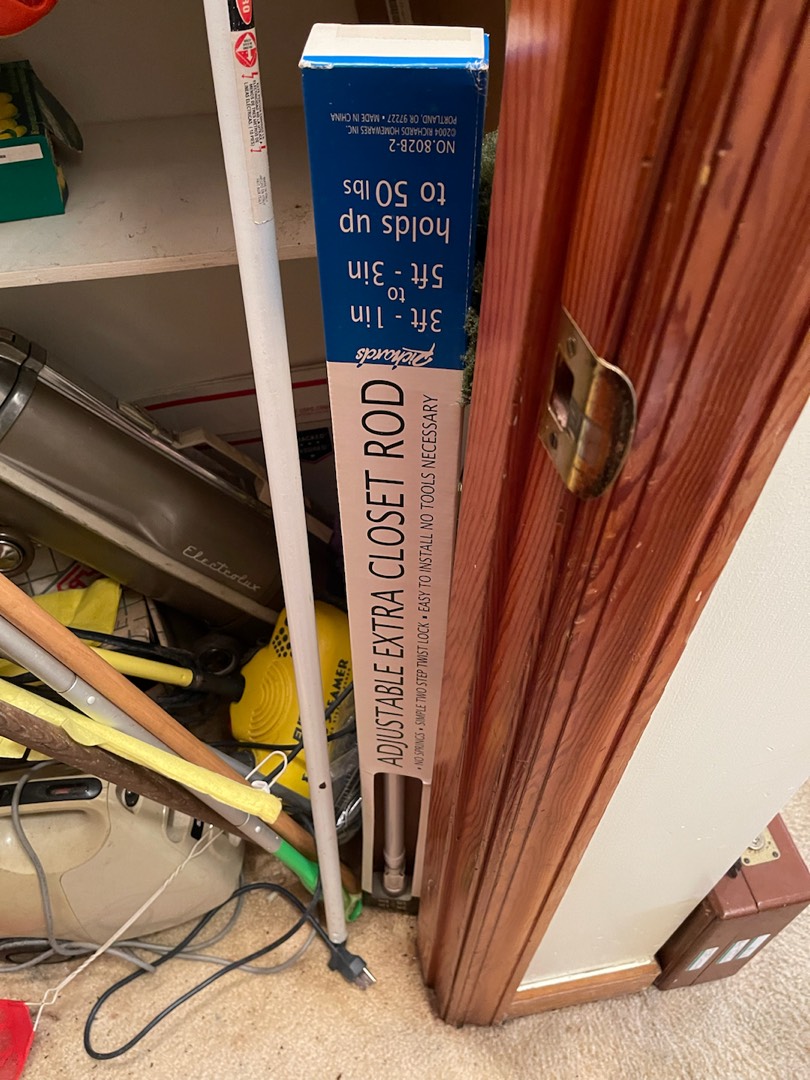 ©2004 RICHARDS HOMEWARES INC.
PORTLAND, OR 97227 • MADE IN CHINA
NO.802B-2
holds up
to 50 lbs
3ft - 1in
to
5ft - 3in
Richards
ADJUSTABLE EXTRA CLOSET ROD
• NO SPRINGS • SIMPLE TWO STEP TWIST LOCK • EASY TO INSTALL NO TOOLS NECESSARY
Electrolux